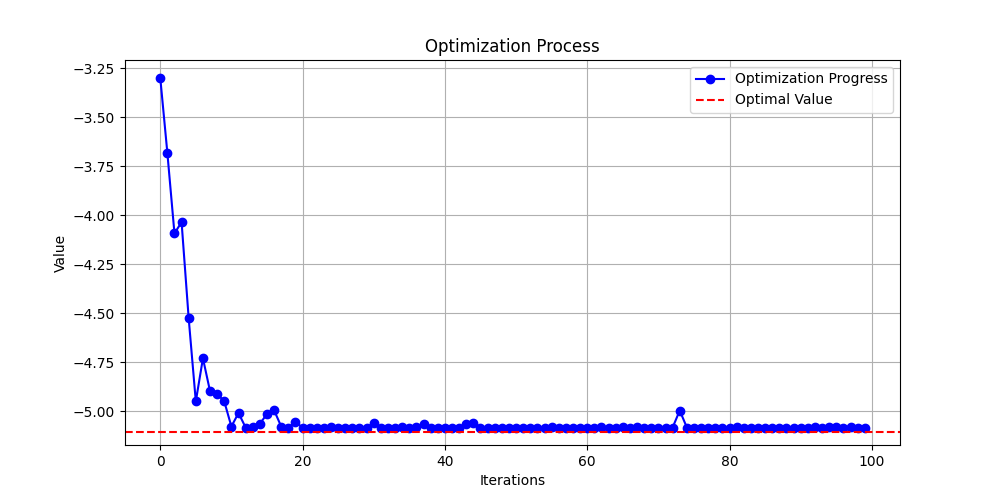 Optimization Process
Optimization Progress
Optimal Value
Value
−3.25
−3.50
−3.75
−4.00
−4.25
−4.50
−4.75
−5.00
0 20 40 60 80 100
Iterations